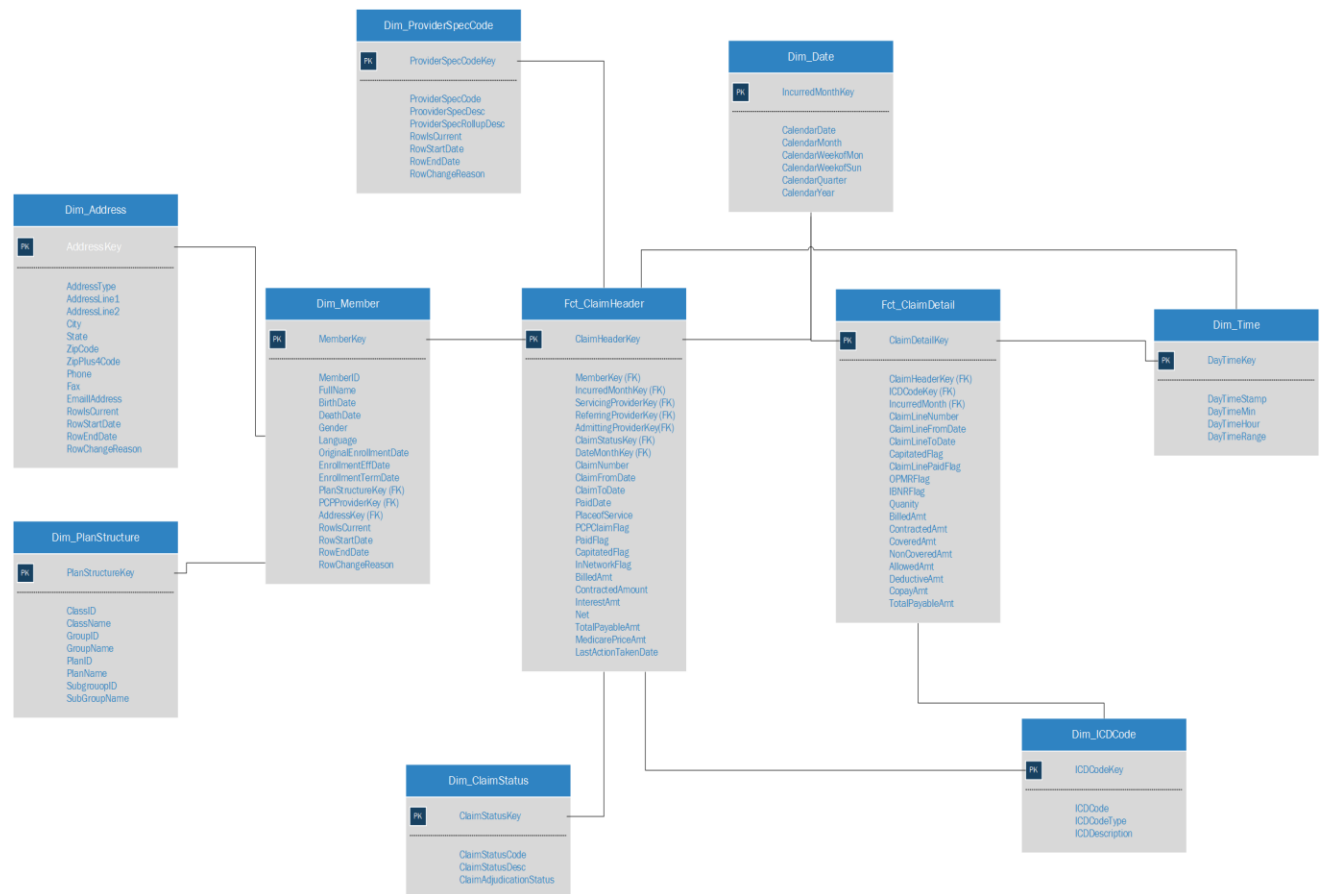 Dim_ProviderSpecCode
PK ProviderSpecCodeKey
ProviderSpecCode
ProoviderSpecDesc
ProviderSpecRollupDesc
RowIsCurrent
RowStartDate
RowEndDate
RowChangeReason
Dim_Date
PK IncurredMonthKey
CalendarDate
CalendarMonth
CalendarWeekofMon
CalendarWeekofSun
CalendarQuarter
CalendarYear
Dim_Address
PK AddressKey
AddressType
AddressLine1
AddressLine2
City
State
ZipCode
ZipPlus4Code
Phone
Fax
EmaillAddress
RowIsCurrent
RowStartDate
RowEndDate
RowChangeReason
Dim_Member
PK MemberKey
MemberID
FullName
BirthDate
DeathDate
Gender
Language
OriginalEnrollmentDate
EnrollmentEffDate
EnrollmentTermDate
PlanStructureKey (FK)
PCPProviderKey (FK)
AddressKey (FK)
RowIsCurrent
RowStartDate
RowEndDate
RowChangeReason
Fct_ClaimHeader
PK ClaimHeaderKey
MemberKey (FK)
IncurredMonthKey (FK)
ServicingProviderKey (FK)
ReferringProviderKey (FK)
AdmittingProviderKey(FK)
ClaimStatusKey (FK)
DateMonthKey (FK)
ClaimNumber
ClaimFromDate
ClaimToDate
PaidDate
PlaceofService
PCPClaimFlag
PaidFlag
CapitatedFlag
InNetworkFlag
BilledAmt
ContractedAmount
InterestAmt
Net
TotalPayableAmt
MedicarePriceAmt
LastActionTakenDate
Fct_ClaimDetail
PK ClaimDetailKey
ClaimHeaderKey (FK)
ICDCodeKey (FK)
IncurredMonth (FK)
ClaimLineNumber
ClaimLineFromDate
ClaimLineToDate
CapitatedFlag
ClaimLinePaidFlag
OPMRFlag
IBNRFlag
Quanity
BilledAmt
ContractedAmt
CoveredAmt
NonCoveredAmt
AllowedAmt
DeductiveAmt
CopayAmt
TotalPayableAmt
Dim_Time
PK DayTimeKey
DayTimeStamp
DayTimeMin
DayTimeHour
DayTimeRange
Dim_PlanStructure
PK PlanStructureKey
ClassID
ClassName
GroupID
GroupName
PlanID
PlanName
SubgrouopID
SubGroupName
Dim_ClaimStatus
PK ClaimStatusKey
ClaimStatusCode
ClaimStatusDesc
ClaimAdjudicationStatus
Dim_ICDCode
PK ICDCodeKey
ICDCode
ICDCodeType
ICDDescription